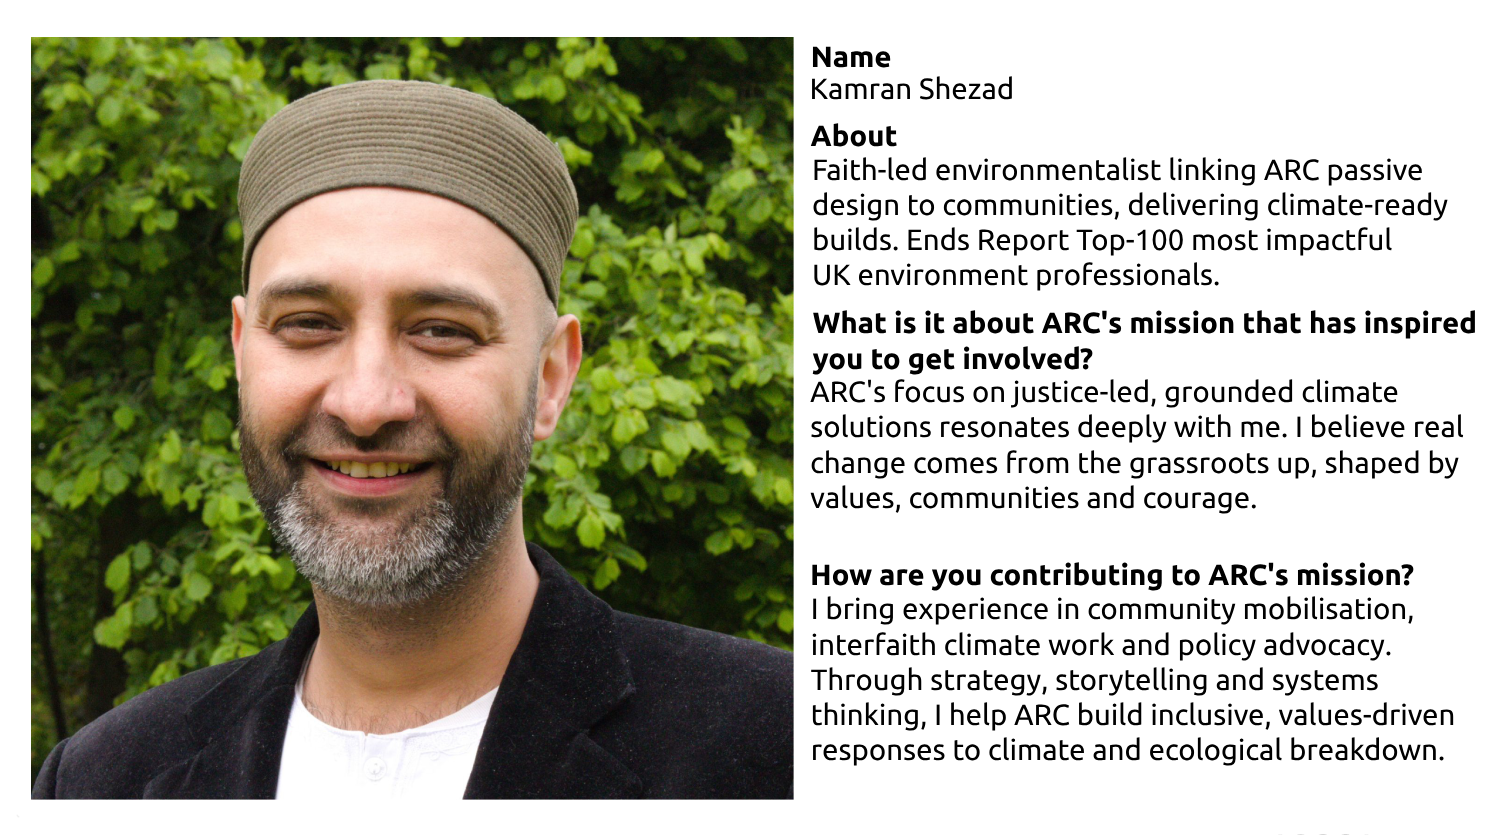 Name
Kamran Shezad
About
Faith-led environmentalist linking ARC passive
design to communities, delivering climate-ready
builds. Ends Report Top-100 most impactful
UK environment professionals.
What is it about ARC's mission that has inspired
you to get involved?
ARC's focus on justice-led, grounded climate
solutions resonates deeply with me. I believe real
change comes from the grassroots up, shaped by
values, communities and courage.
How are you contributing to ARC's mission?
I bring experience in community mobilisation,
interfaith climate work and policy advocacy.
Through strategy, storytelling and systems
thinking, I help ARC build inclusive, values-driven
responses to climate and ecological breakdown.